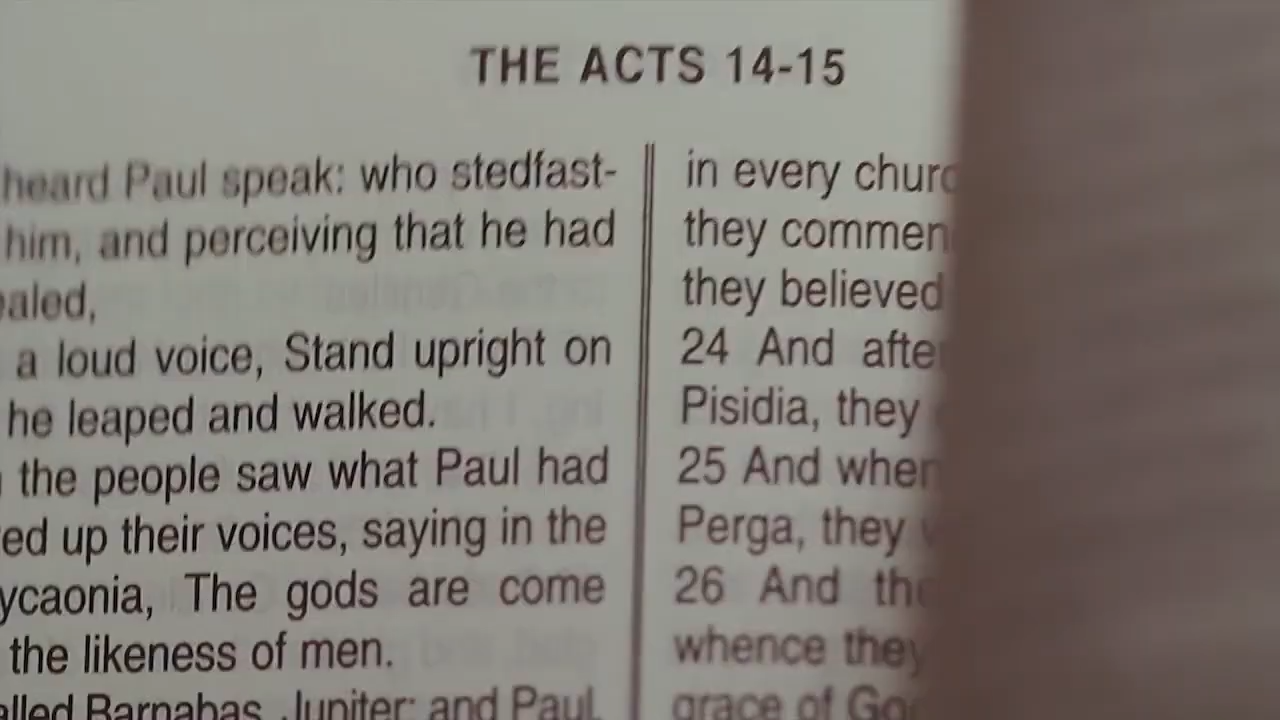 THE ACTS 14-15
heard Paul speak: who stedfast-
him, and perceiving that he had
ealed,
a loud voice, Stand upright on
he leaped and walked.
the people saw what Paul had
ed up their voices, saying in the
ycaonia, The gods are come
the likeness of men.
alled Barnabas, Jupiter; and Paul,
in every churc
they commen
they believed
24 And afte
Pisidia, they
25 And when
Perga, they
26 And the
whence they
grace of Go